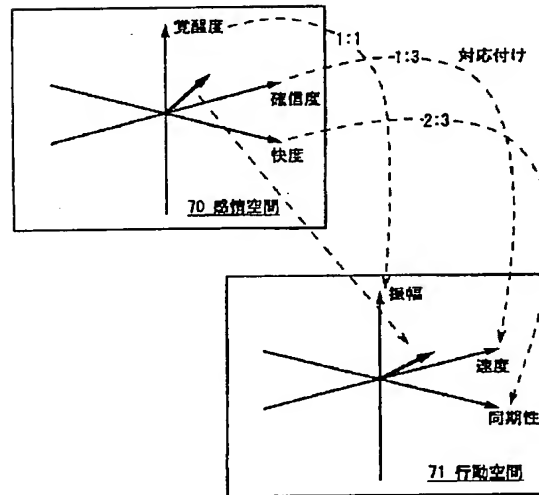 覚醒度
1:1
1:3
対応付け
確信度
快度
2:3
70 感情空間
振幅
速度
同期性
71 行動空間